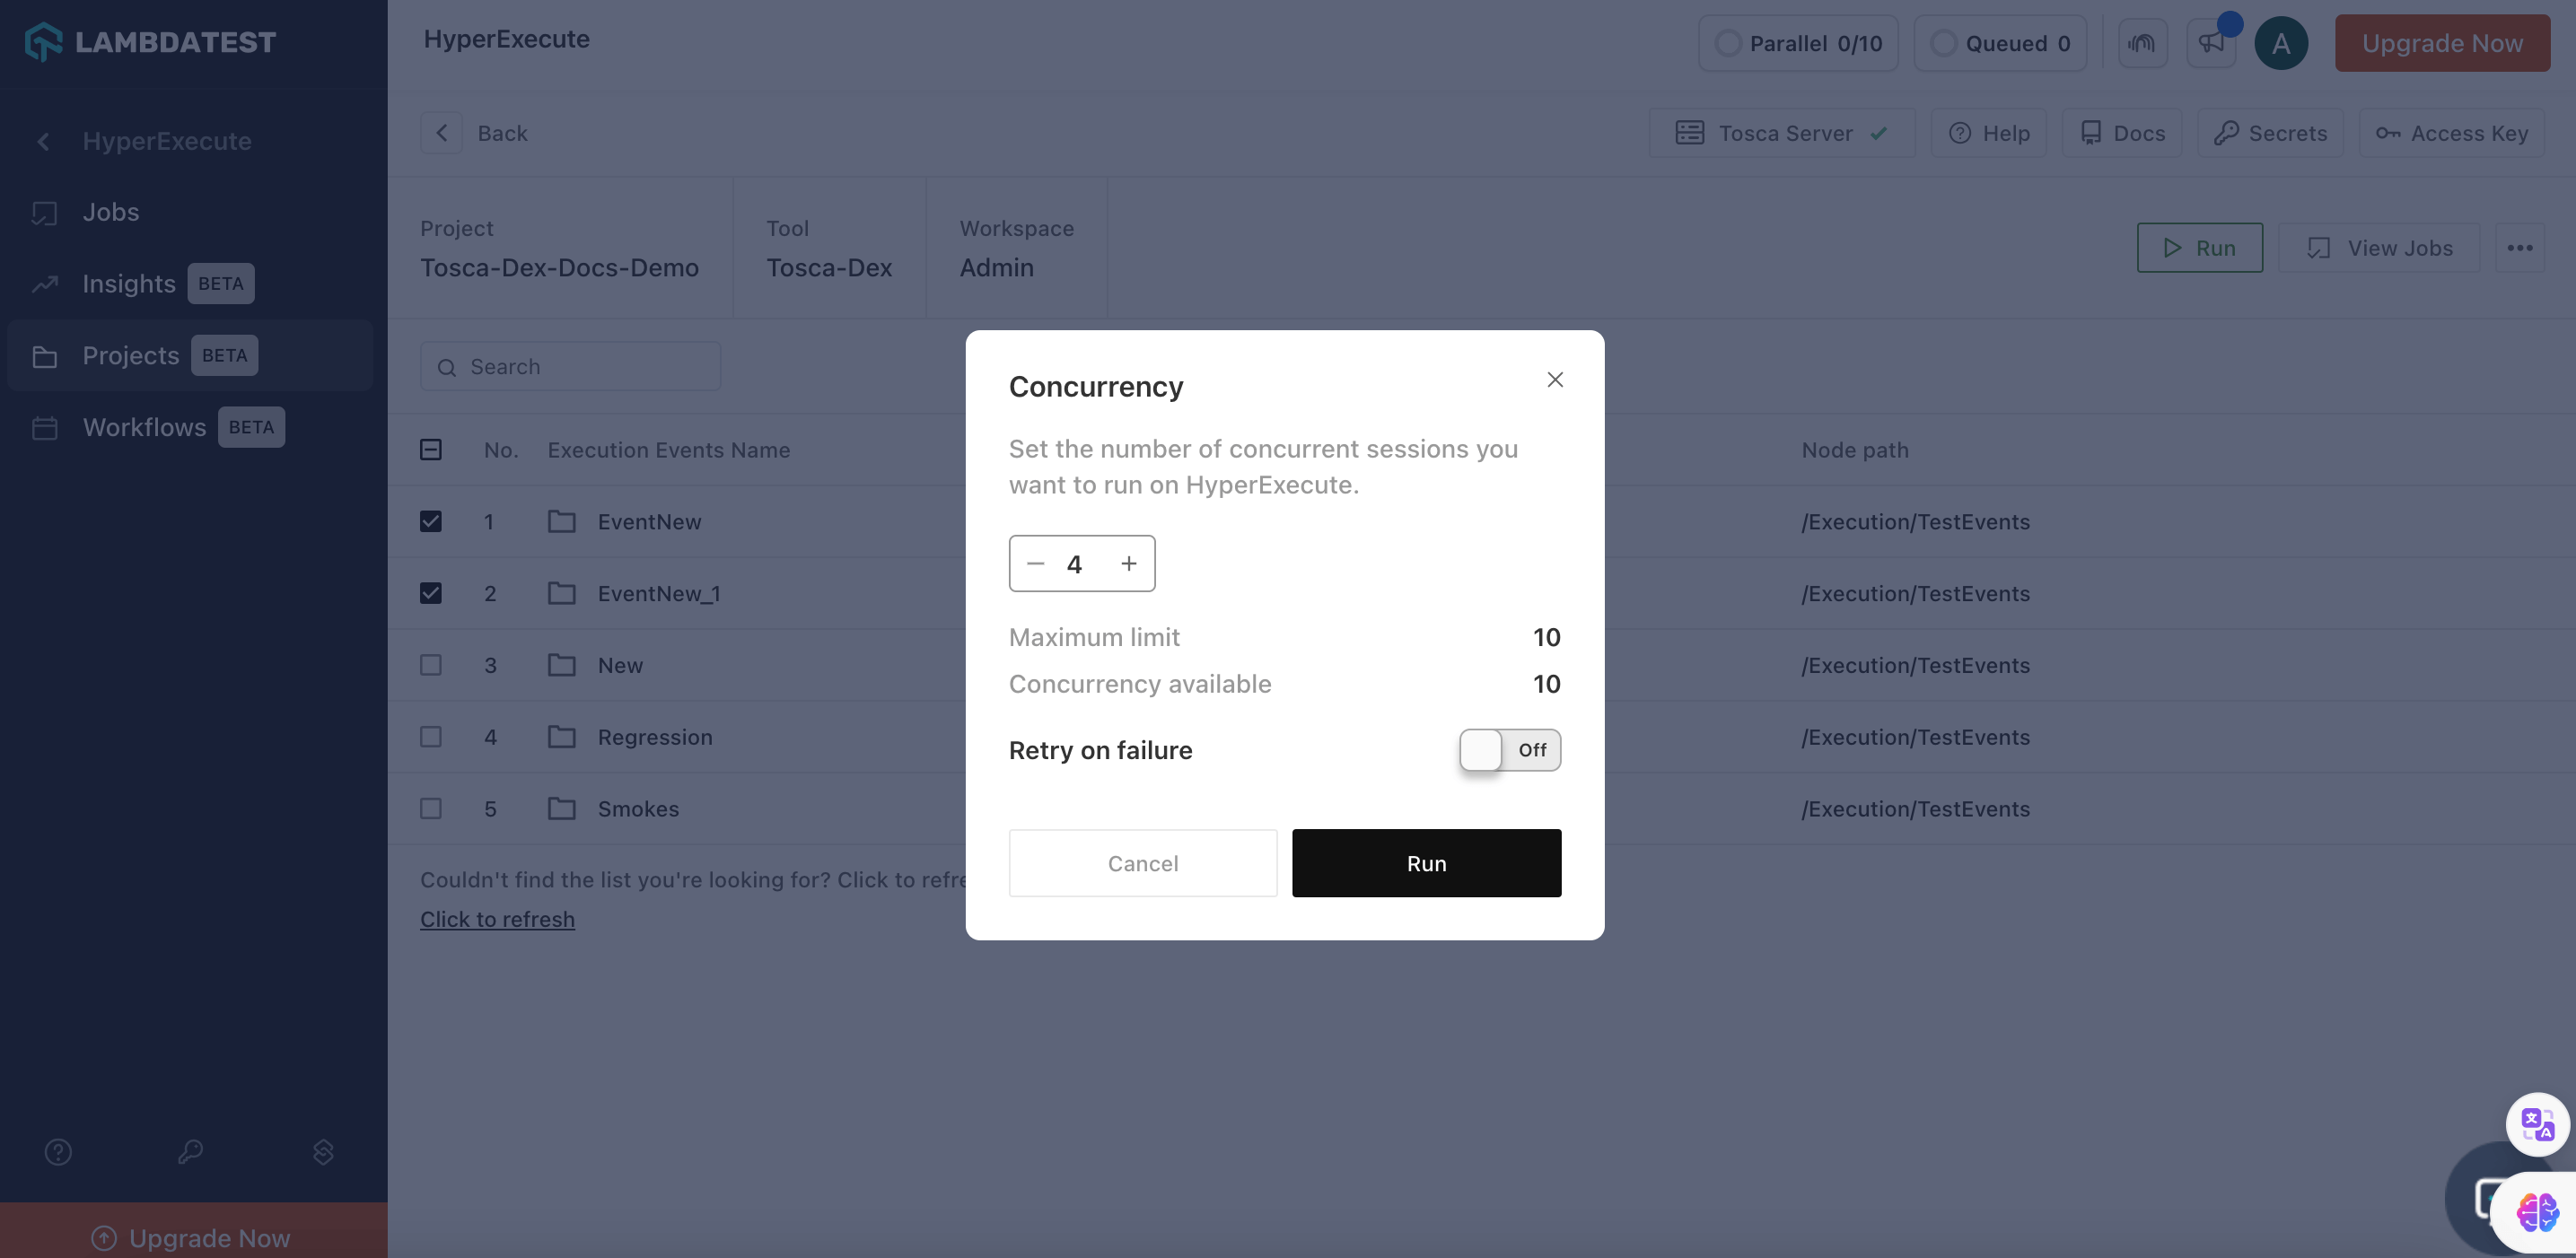 LAMBDATEST
HyperExecute
Jobs
Insights BETA
Projects BETA
Workflows BETA
Upgrade Now
HyperExecute
Parallel 0/10
Queued 0
A
Upgrade Now
Back
Tosca Server
Help
Docs
Secrets
Access Key
Project
Tosca-Dex-Docs-Demo
Tool
Tosca-Dex
Workspace
Admin
Run
View Jobs
Search
No. Execution Events Name Node path
1 EventNew /Execution/TestEvents
2 EventNew_1 /Execution/TestEvents
3 New /Execution/TestEvents
4 Regression /Execution/TestEvents
5 Smokes /Execution/TestEvents
Couldn't find the list you're looking for? Click to refre
Click to refresh
Concurrency
Set the number of concurrent sessions you
want to run on HyperExecute.
4
Maximum limit 10
Concurrency available 10
Retry on failure Off
Cancel
Run
文
A